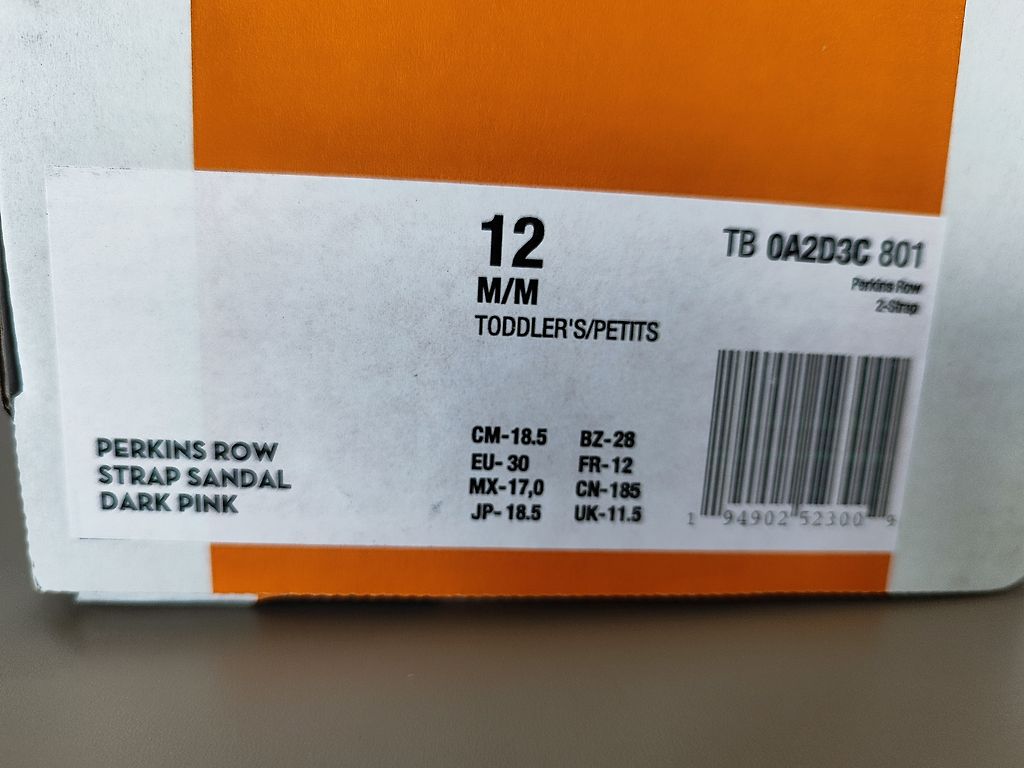 12
M/M
TODDLER'S/PETITS
TB 0A2D3C 801
Perkins Row
2-Strap
PERKINS ROW
STRAP SANDAL
DARK PINK
CM-18.5 BZ-28
EU-30 FR-12
MX-17,0 CN-185
JP-18.5 UK-11.5
1 94902 52300 9